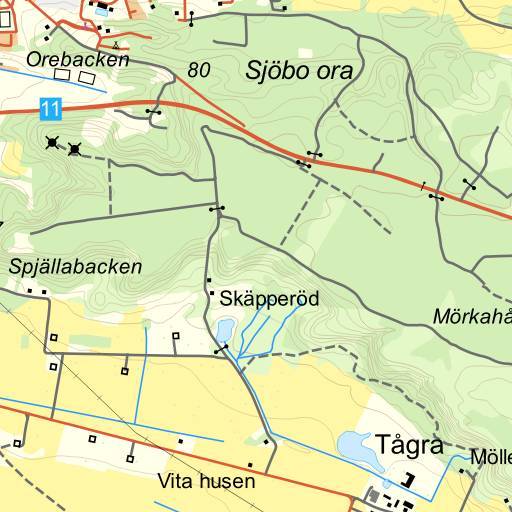 Orebacken
80
Sjöbo ora
11
Spjällabacken
Skäpperöd
Mörkahå
Tågra
Mölle
Vita husen